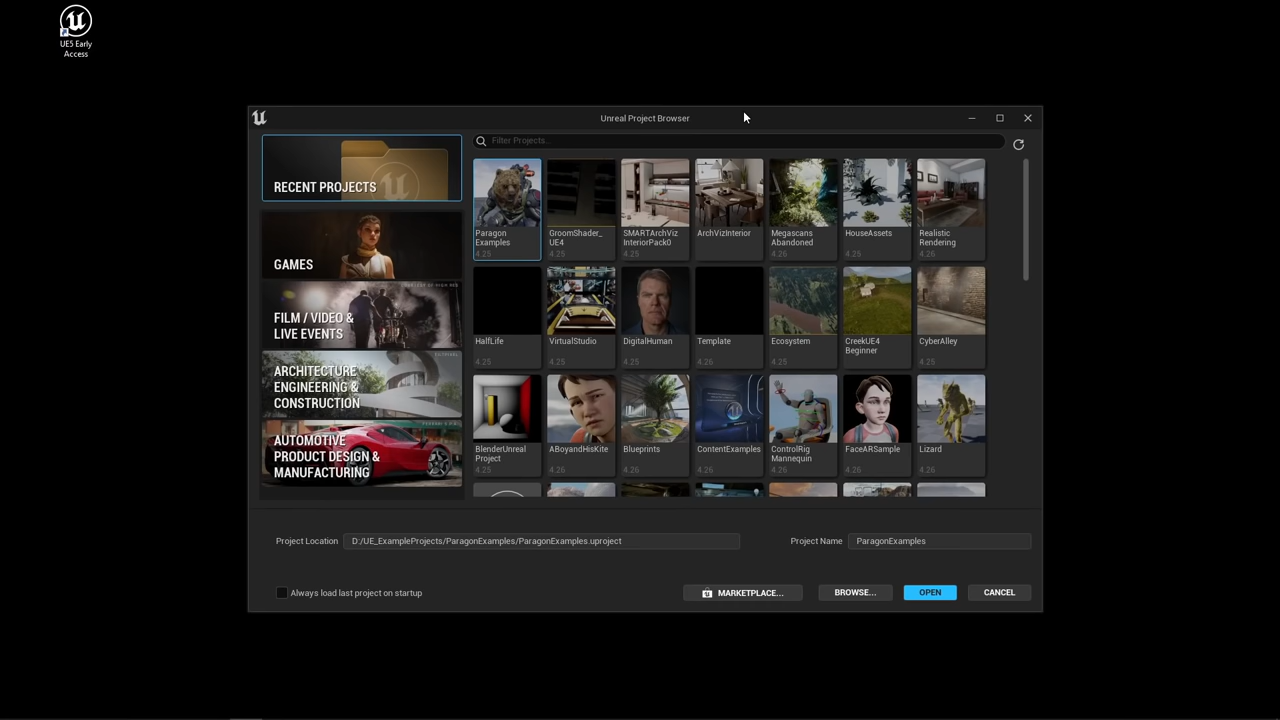 UE5 Early
Access
Unreal Project Browser
RECENT PROJECTS
GAMES
FILM / VIDEO &
LIVE EVENTS
ARCHITECTURE
ENGINEERING &
CONSTRUCTION
AUTOMOTIVE
PRODUCT DESIGN &
MANUFACTURING
Filter Projects...
Paragon
Examples
4.25
GroomShader_
UE4
4.25
SMARTArchViz
InteriorPack0
4.25
ArchVizInterior
Megascans
Abandoned
4.26
HouseAssets
4.25
Realistic
Rendering
4.26
HalfLife
4.25
VirtualStudio
4.25
DigitalHuman
4.25
Template
4.26
Ecosystem
4.25
CreekUE4
Beginner
4.25
CyberAlley
4.25
BlenderUnreal
Project
4.25
ABoyandHisKite
4.26
Blueprints
4.26
ContentExamples
4.26
ControlRig
Mannequin
4.26
FaceARSample
4.26
Lizard
4.26
Project Location
D:/UE_ExampleProjects/ParagonExamples/ParagonExamples.uproject
Project Name
ParagonExamples
Always load last project on startup
MARKETPLACE...
BROWSE...
OPEN
CANCEL